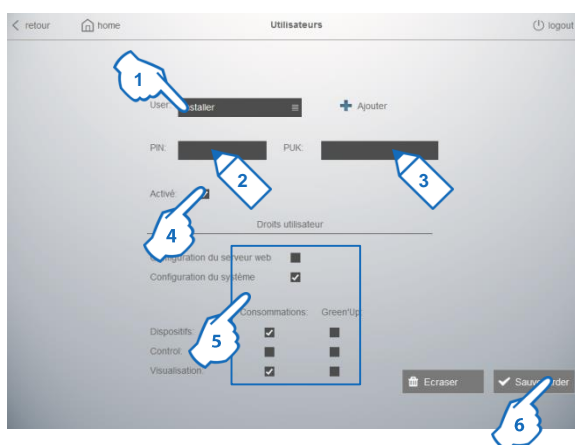 retour home Utilisateurs logout
1
User: staller Ajouter
PIN: PUK:
2 3
Activé:
4
Droits utilisateur
figuration du serveur web
Configuration du système
Consommations: Green'Up
5
Dispositifs:
Control:
Visualisation:
Ecraser Sauv rder
6